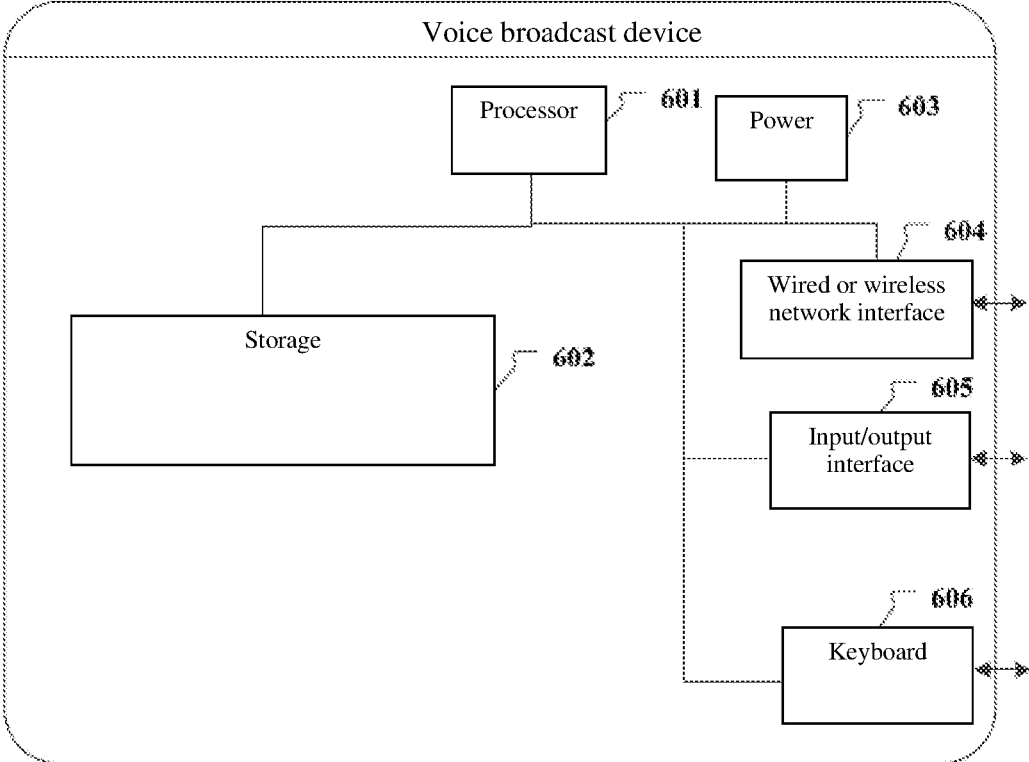 Voice broadcast device
Processor
601
Power
603
604
Wired or wireless
network interface
Storage
602
605
Input/output
interface
606
Keyboard